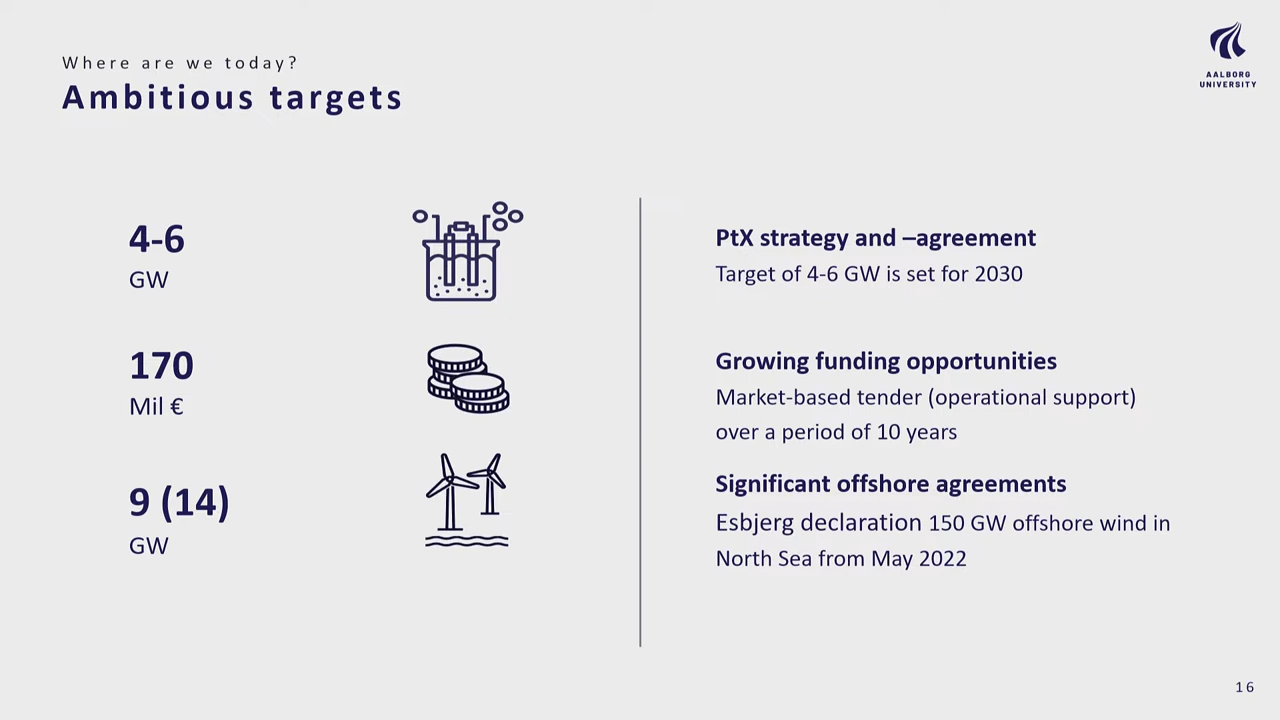 Where are we today?
Ambitious targets
AALBORG
UNIVERSITY
4-6
GW
PtX strategy and –agreement
Target of 4-6 GW is set for 2030
170
Mil €
Growing funding opportunities
Market-based tender (operational support)
over a period of 10 years
9 (14)
GW
Significant offshore agreements
Esbjerg declaration 150 GW offshore wind in
North Sea from May 2022
16